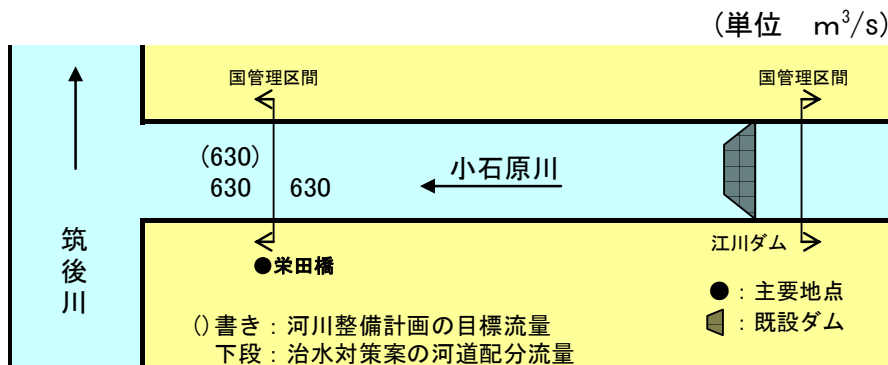 (単位　m³/s)
国管理区間
国管理区間
(630)
630
630
小石原川
江川ダム
筑後川
●栄田橋
●：主要地点
：既設ダム
()書き：河川整備計画の目標流量
下段：治水対策案の河道配分流量